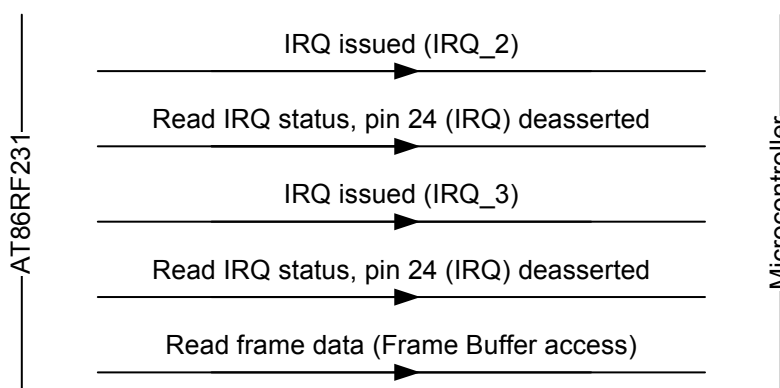 IRQ issued (IRQ_2)
Read IRQ status, pin 24 (IRQ) deasserted
AT86RF231
IRQ issued (IRQ_3)
Microcontroller
Read IRQ status, pin 24 (IRQ) deasserted
Read frame data (Frame Buffer access)